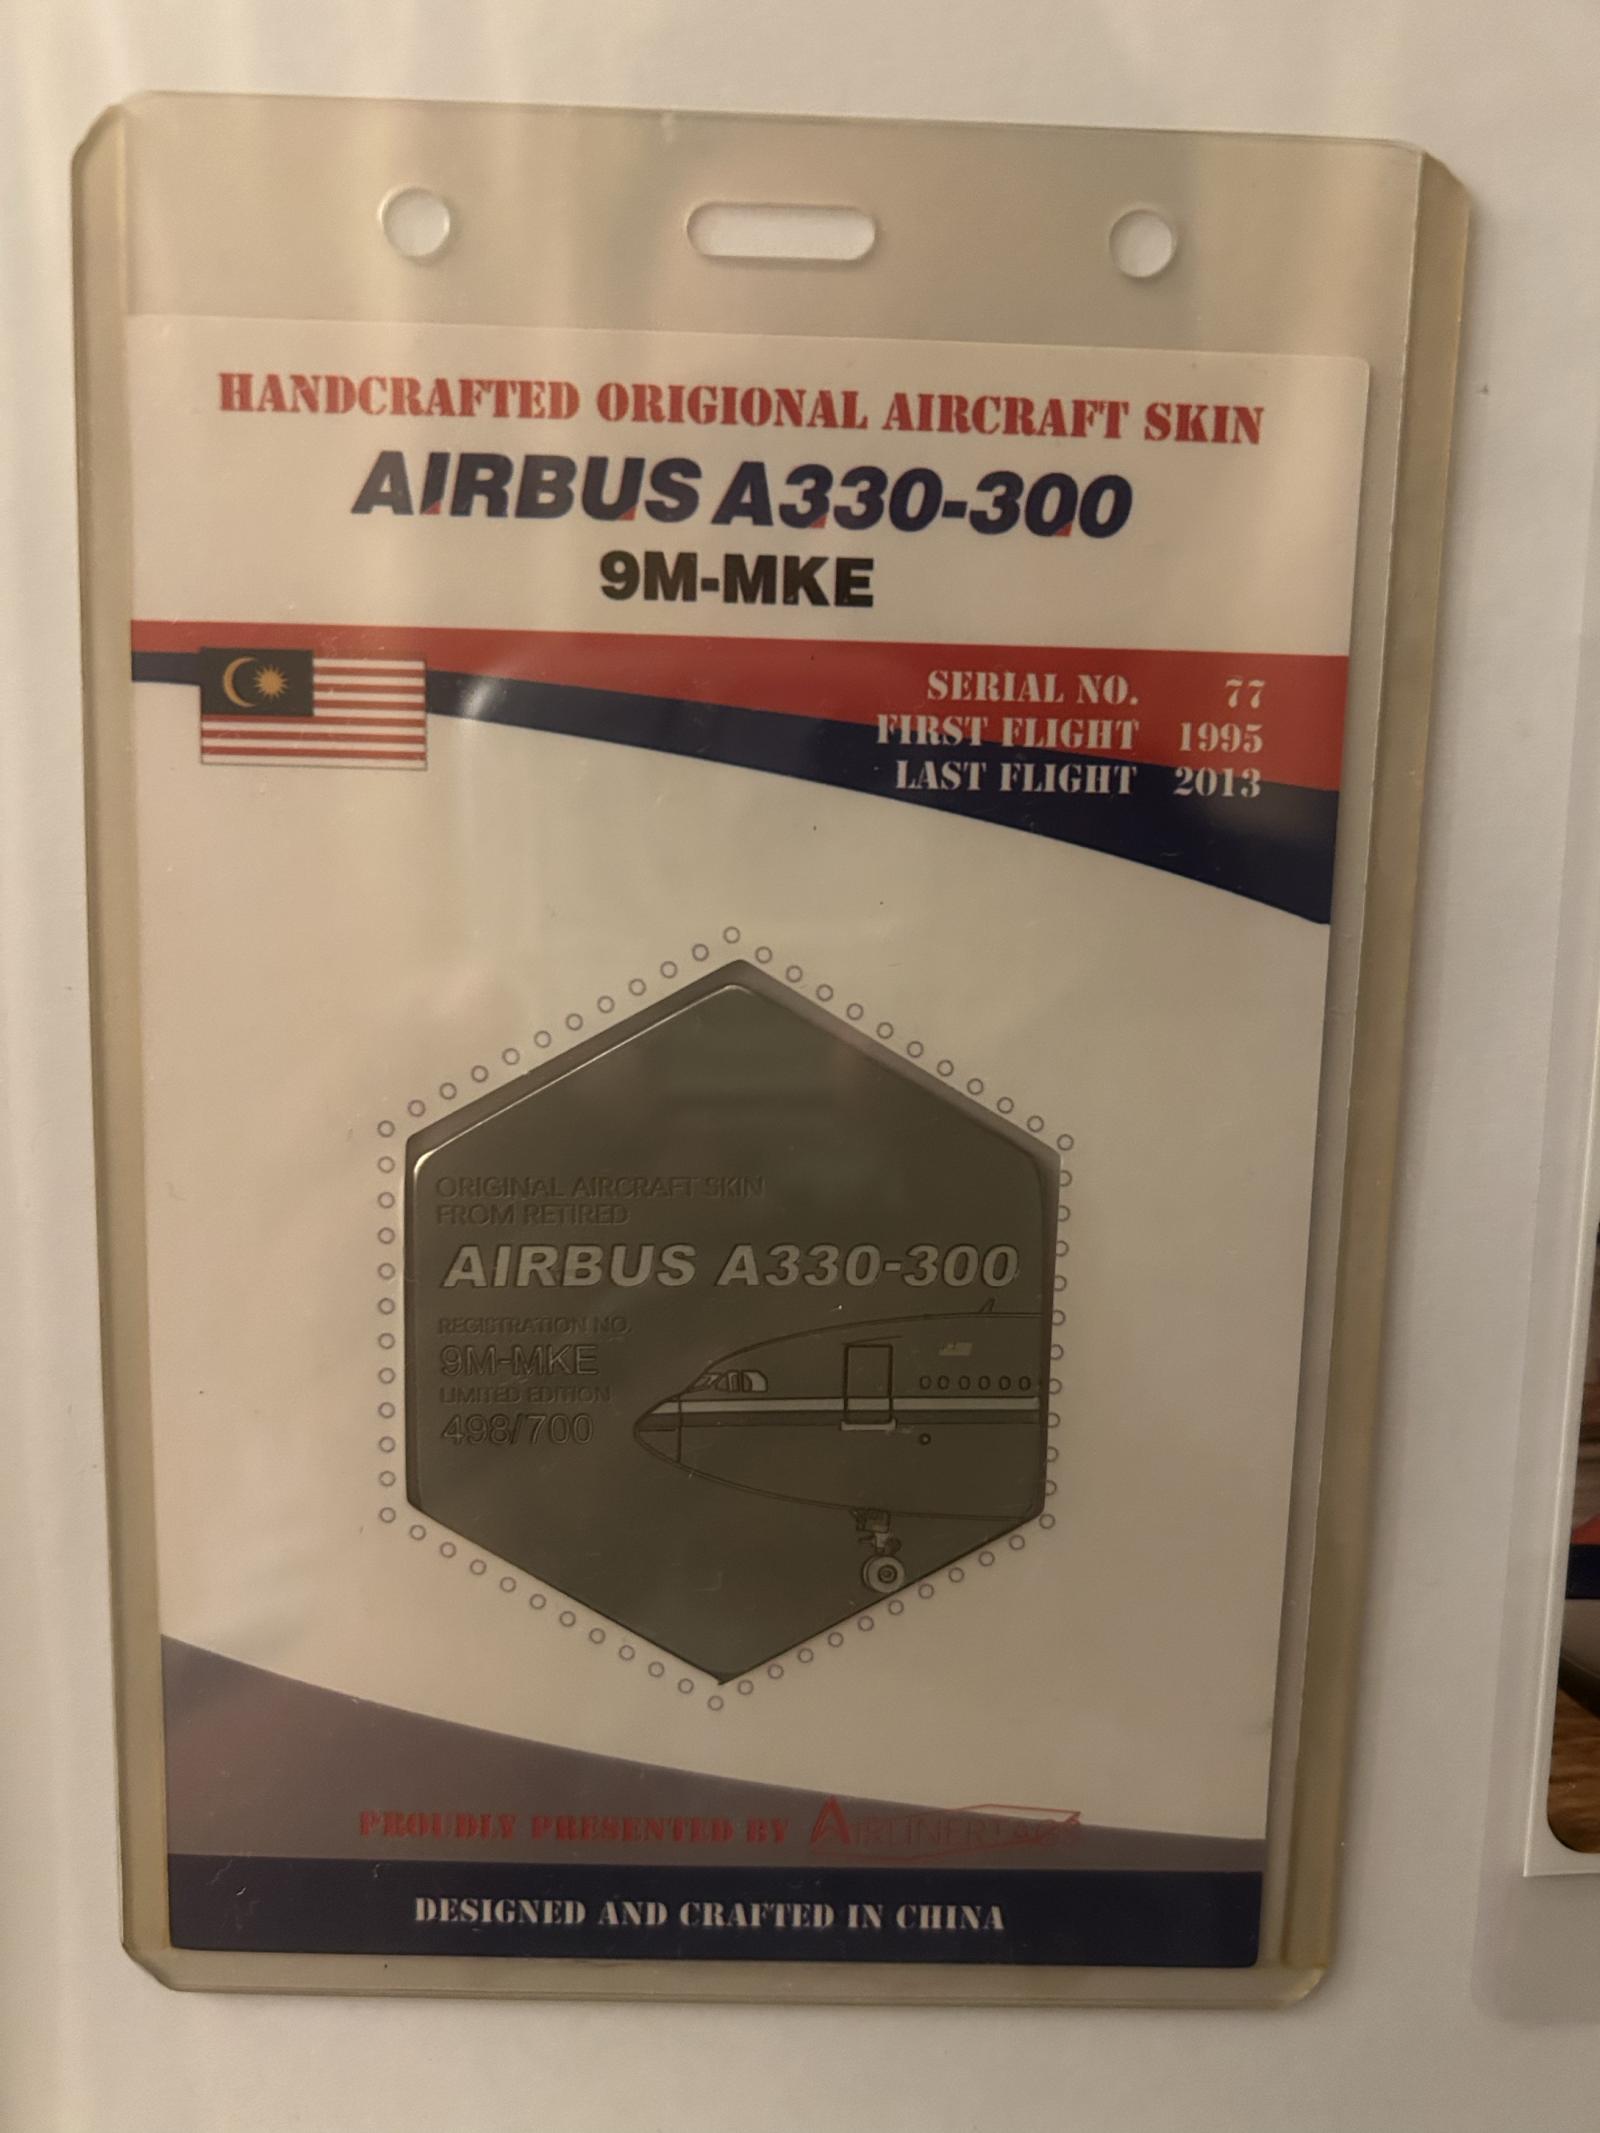 HANDCRAFTED ORIGIONAL AIRCRAFT SKIN
AIRBUS A330-300
9M-MKE
SERIAL NO. 77
FIRST FLIGHT 1995
LAST FLIGHT 2013
ORIGINAL AIRCRAFT SKIN
FROM RETIRED
AIRBUS A330-300
REGISTRATION NO.
9M-MKE
LIMITED EDITION
498/700
PROUDLY PRESENTED BY AIRLINERTAGS
DESIGNED AND CRAFTED IN CHINA